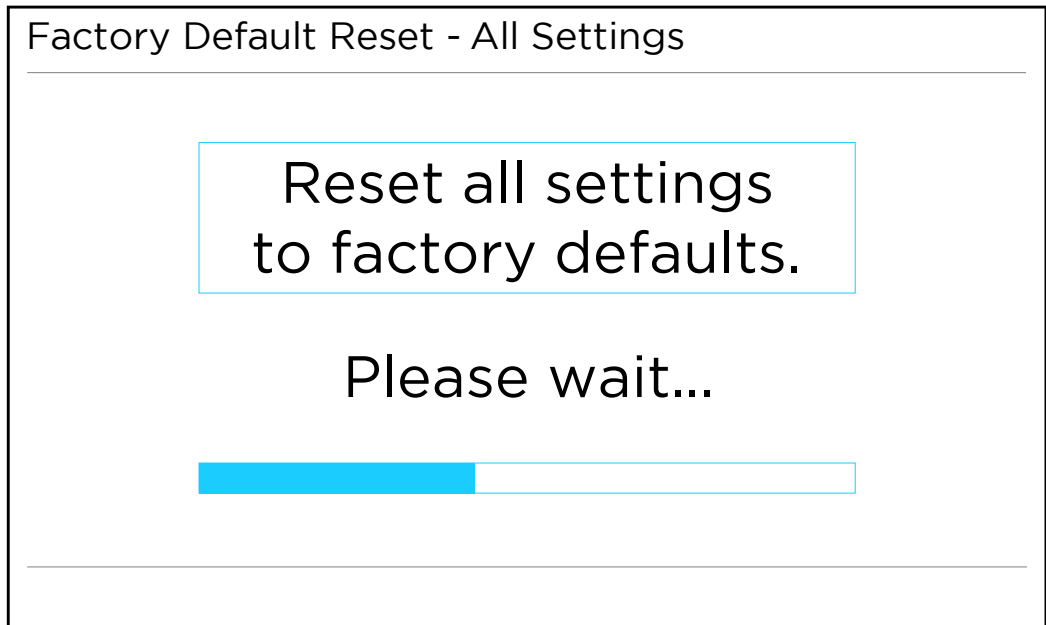 Factory Default Reset - All Settings
Reset all settings
to factory defaults.
Please wait...